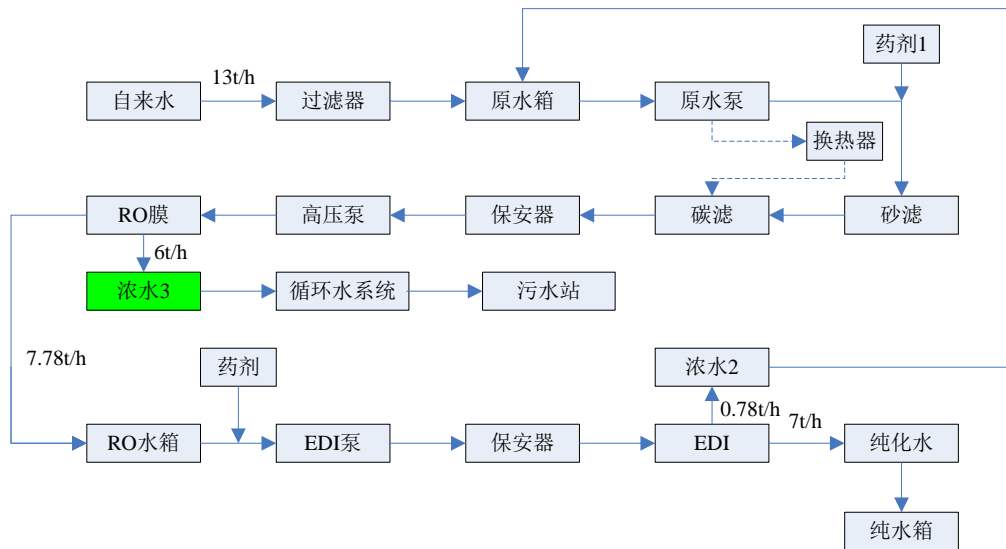 药剂1
13t/h
自来水
过滤器
原水箱
原水泵
换热器
RO膜
高压泵
保安器
碳滤
砂滤
6t/h
浓水3
循环水系统
污水站
7.78t/h
药剂
浓水2
0.78t/h
7t/h
RO水箱
EDI泵
保安器
EDI
纯化水
纯水箱